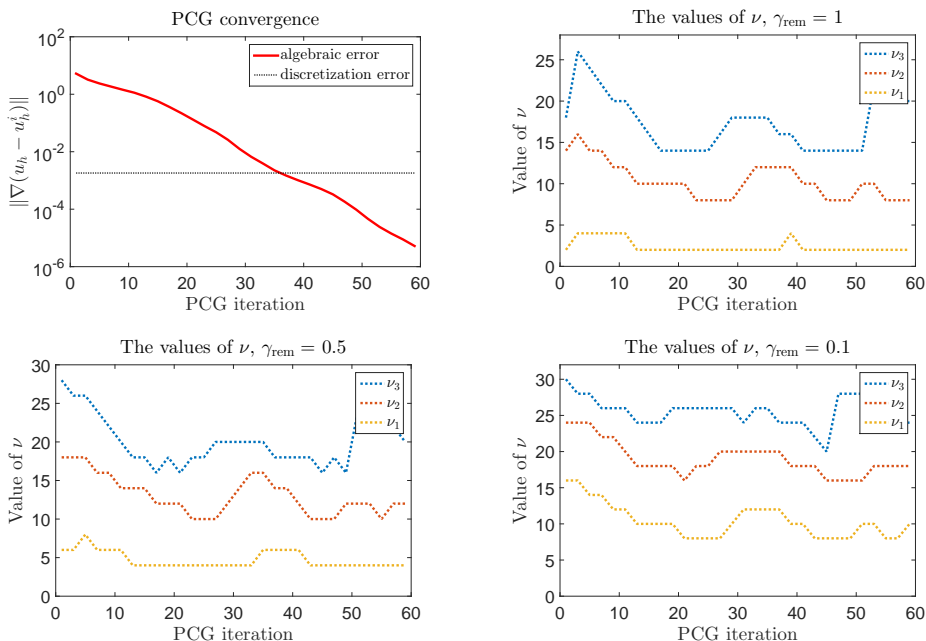 PCG convergence
10^2
10^0
10^-2
10^-4
10^-6
‖∇(u_h − u_h^i)‖
algebraic error
discretization error
0 10 20 30 40 50 60
PCG iteration
The values of ν, γ_rem = 1
25
20
15
10
5
0
Value of ν
ν_3
ν_2
ν_1
0 10 20 30 40 50 60
PCG iteration
The values of ν, γ_rem = 0.5
30
25
20
15
10
5
0
Value of ν
ν_3
ν_2
ν_1
0 10 20 30 40 50 60
PCG iteration
The values of ν, γ_rem = 0.1
30
25
20
15
10
5
0
Value of ν
ν_3
ν_2
ν_1
0 10 20 30 40 50 60
PCG iteration